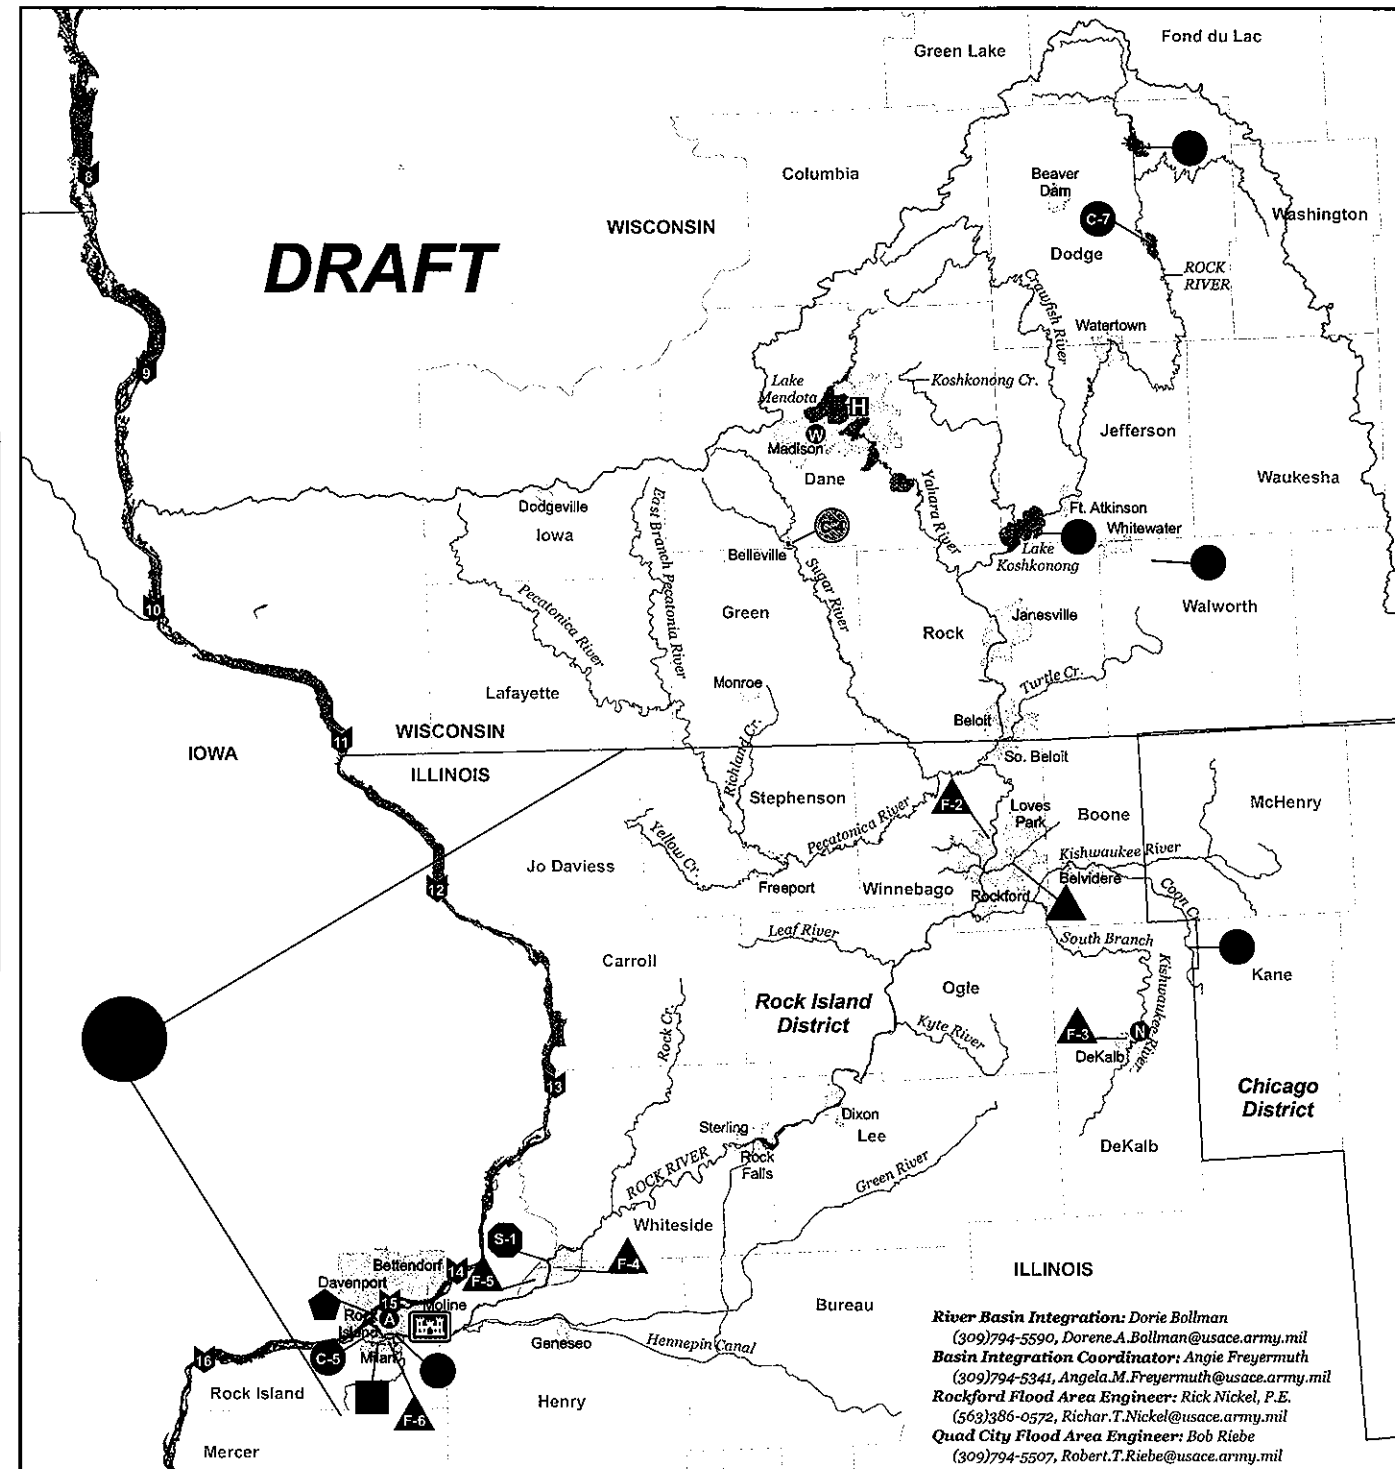 Green Lake
Fond du Lac
8
Columbia
Beaver
Dam
WISCONSIN
C-7
Washington
DRAFT
Dodge
ROCK
RIVER
Crawfish River
Watertown
9
Lake
Mendota
H
Koshkonong Cr.
W
Madison
Jefferson
Dane
Waukesha
Yahara River
Dodgeville
Iowa
East Branch Pecatonia River
Ft. Atkinson
Whitewater
Belleville
Lake
Koshkonong
Sugar River
10
Pecatonica River
Green
Rock
Janesville
Walworth
Lafayette
Monroe
Turtle Cr.
Beloit
IOWA
11
WISCONSIN
ILLINOIS
Richland Cr.
So. Beloit
Stephenson
F-2
Loves
Park
Boone
McHenry
Yellow Cr.
Pecatonica River
Kishwaukee River
Jo Daviess
12
Freeport
Winnebago
Rockford
Belvidere
Coon Cr.
Leaf River
South Branch
Kishwaukee River
Carroll
Kane
Rock Island
District
Ogle
Rock Cr.
Kyte River
F-3
N
DeKalb
13
Chicago
District
Dixon
Lee
Sterling
Rock
Falls
DeKalb
ROCK RIVER
Green River
Whiteside
S-1
F-4
Bettendorf
14
F-5
ILLINOIS
Davenport
15
Moline
Rock
Island
A
Bureau
Milan
C-5
Geneseo
Hennepin Canal
16
Rock Island
F-6
Henry
Mercer
River Basin Integration: Dorie Bollman
(309)794-5590, Dorene.A.Bollman@usace.army.mil
Basin Integration Coordinator: Angie Freyermuth
(309)794-5341, Angela.M.Freyermuth@usace.army.mil
Rockford Flood Area Engineer: Rick Nickel, P.E.
(563)386-0572, Richar.T.Nickel@usace.army.mil
Quad City Flood Area Engineer: Bob Riebe
(309)794-5507, Robert.T.Riebe@usace.army.mil